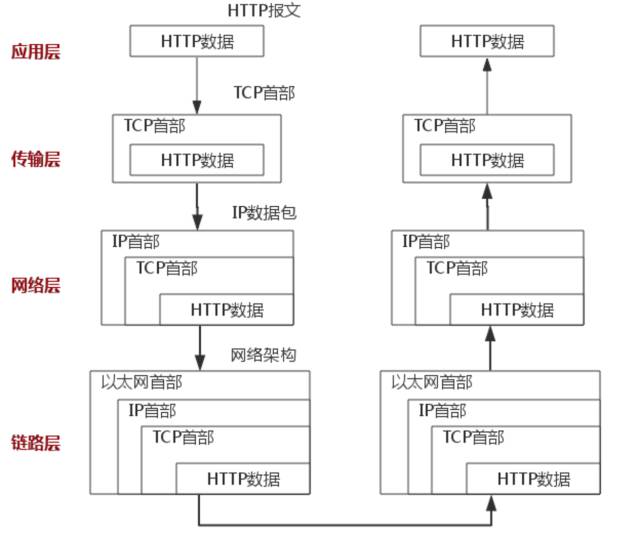 HTTP报文
应用层
HTTP数据
HTTP数据
TCP首部
传输层
TCP首部
HTTP数据
TCP首部
HTTP数据
IP数据包
网络层
IP首部
TCP首部
HTTP数据
IP首部
TCP首部
HTTP数据
网络架构
链路层
以太网首部
IP首部
TCP首部
HTTP数据
以太网首部
IP首部
TCP首部
HTTP数据